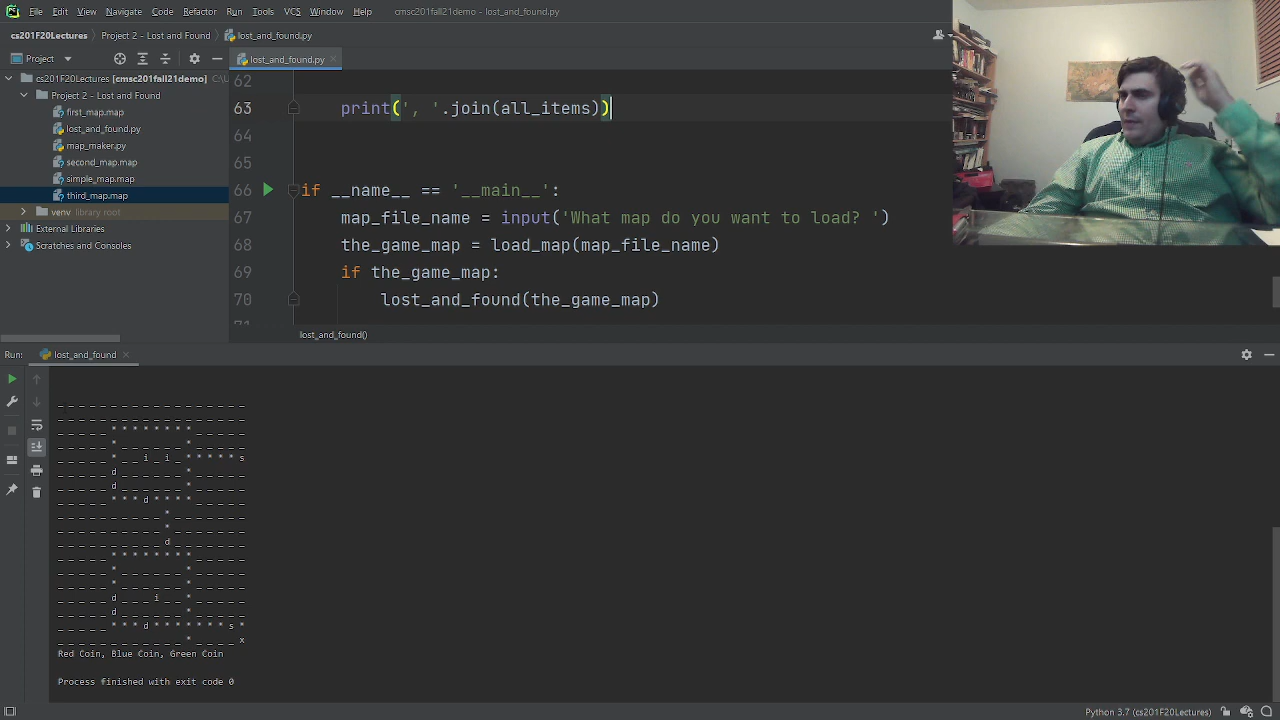 File Edit View Navigate Code Refactor Run Tools VCS Window Help cmsc201fall21demo - lost_and_found.py
cs201F20Lectures Project 2 - Lost and Found lost_and_found.py
Project
lost_and_found.py
cs201F20Lectures [cmsc201fall21demo] C:\U
Project 2 - Lost and Found
first_map.map
lost_and_found.py
map_maker.py
second_map.map
simple_map.map
third_map.map
venv library root
External Libraries
Scratches and Consoles
62
63 print(', '.join(all_items))
64
65
66 if __name__ == '__main__':
67 map_file_name = input('What map do you want to load? ')
68 the_game_map = load_map(map_file_name)
69 if the_game_map:
70 lost_and_found(the_game_map)
71
lost_and_found()
Run: lost_and_found
_ _ _ _ _ _ _ _ _ _ _ _ _ _ _ _ _ _
_ _ _ _ _ _ _ _ _ _ _ _ _ _ _ _ _ _
_ _ _ _ _ * * * * * * * * _ _ _ _ _
_ _ _ _ _ * _ _ _ _ _ _ * _ _ _ _ _
_ _ _ _ _ * _ _ i _ i _ * * * * * s
_ _ _ _ _ d _ _ _ _ _ _ * _ _ _ _ _
_ _ _ _ _ d _ _ _ _ _ _ * _ _ _ _ _
_ _ _ _ _ * * * d * * * * _ _ _ _ _
_ _ _ _ _ _ _ _ _ _ * _ _ _ _ _ _ _
_ _ _ _ _ _ _ _ _ _ * _ _ _ _ _ _ _
_ _ _ _ _ _ _ _ _ _ d _ _ _ _ _ _ _
_ _ _ _ _ * * * * * * * * _ _ _ _ _
_ _ _ _ _ * _ _ _ _ _ _ * _ _ _ _ _
_ _ _ _ _ * _ _ _ _ _ _ * _ _ _ _ _
_ _ _ _ _ d _ _ _ i _ _ * _ _ _ _ _
_ _ _ _ _ d _ _ _ _ _ _ * _ _ _ _ _
_ _ _ _ _ * * * d * * * * * * * s *
_ _ _ _ _ _ _ _ _ _ _ _ * _ _ _ _ x
Red Coin, Blue Coin, Green Coin
Process finished with exit code 0
Python 3.7 (cs201F20Lectures)